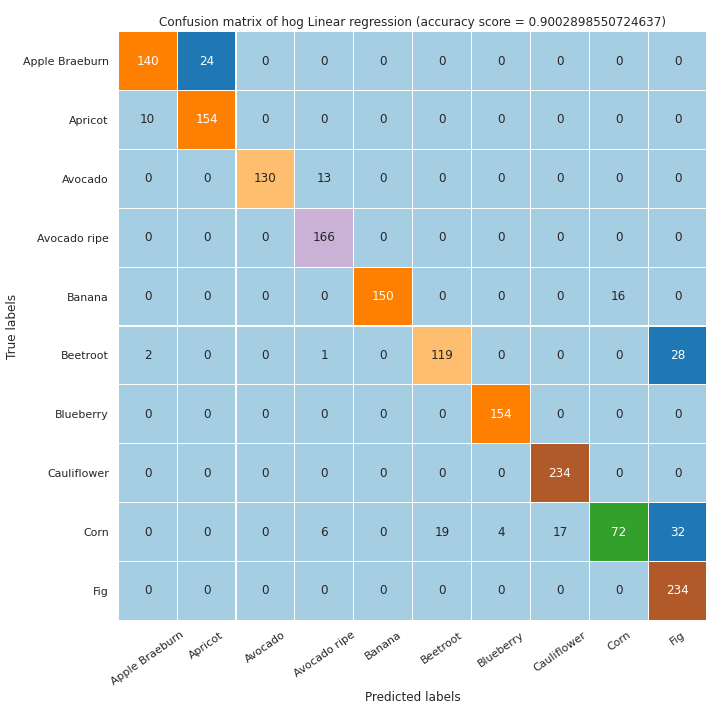 Confusion matrix of hog Linear regression (accuracy score = 0.9002898550724637)
True labels
Apple Braeburn 140 24 0 0 0 0 0 0 0 0
Apricot 10 154 0 0 0 0 0 0 0 0
Avocado 0 0 130 13 0 0 0 0 0 0
Avocado ripe 0 0 0 166 0 0 0 0 0 0
Banana 0 0 0 0 150 0 0 0 16 0
Beetroot 2 0 0 1 0 119 0 0 0 28
Blueberry 0 0 0 0 0 0 154 0 0 0
Cauliflower 0 0 0 0 0 0 0 234 0 0
Corn 0 0 0 6 0 19 4 17 72 32
Fig 0 0 0 0 0 0 0 0 0 234
Apple Braeburn Apricot Avocado Avocado ripe Banana Beetroot Blueberry Cauliflower Corn Fig
Predicted labels